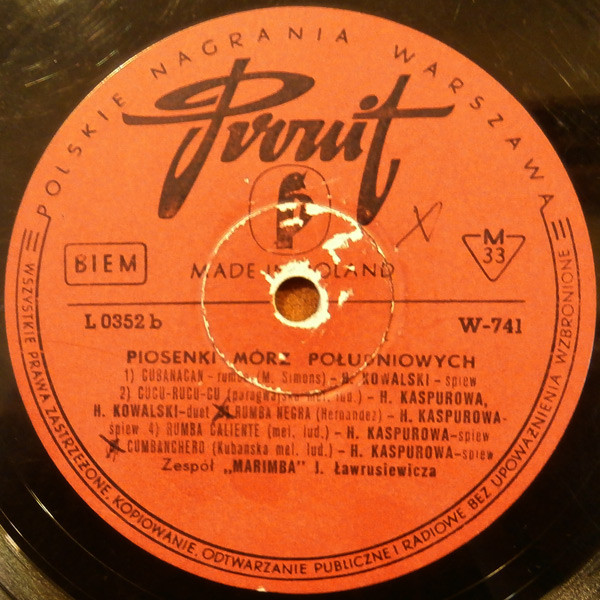 POLSKIE NAGRANIA WARSZAWA
Pronit
BIEM
MADE IN POLAND
M
33
L 0352 b
W-741
PIOSENKI MÓRZ POŁUDNIOWYCH
1) CUBANACAN - rumba (M. Simons) - H. KOWALSKI - śpiew
2) CUCU-RUCU-CU (paragwajska mel. lud.) - H. KASPUROWA,
H. KOWALSKI-duet RUMBA NEGRA (Hernandez) - H. KASPUROWA-
śpiew 4) RUMBA CALIENTE (mel. lud.) - H. KASPUROWA-śpiew
CUMBANCHERO (Kubańska mel. lud.) - H. KASPUROWA-śpiew
Zespół „MARIMBA" J. Ławrusiewicza
WSZYSTKIE PRAWA ZASTRZEŻONE, KOPIOWANIE, ODTWARZANIE PUBLICZNE I RADIOWE BEZ UPOWAŻNIENIA WZBRONIONE